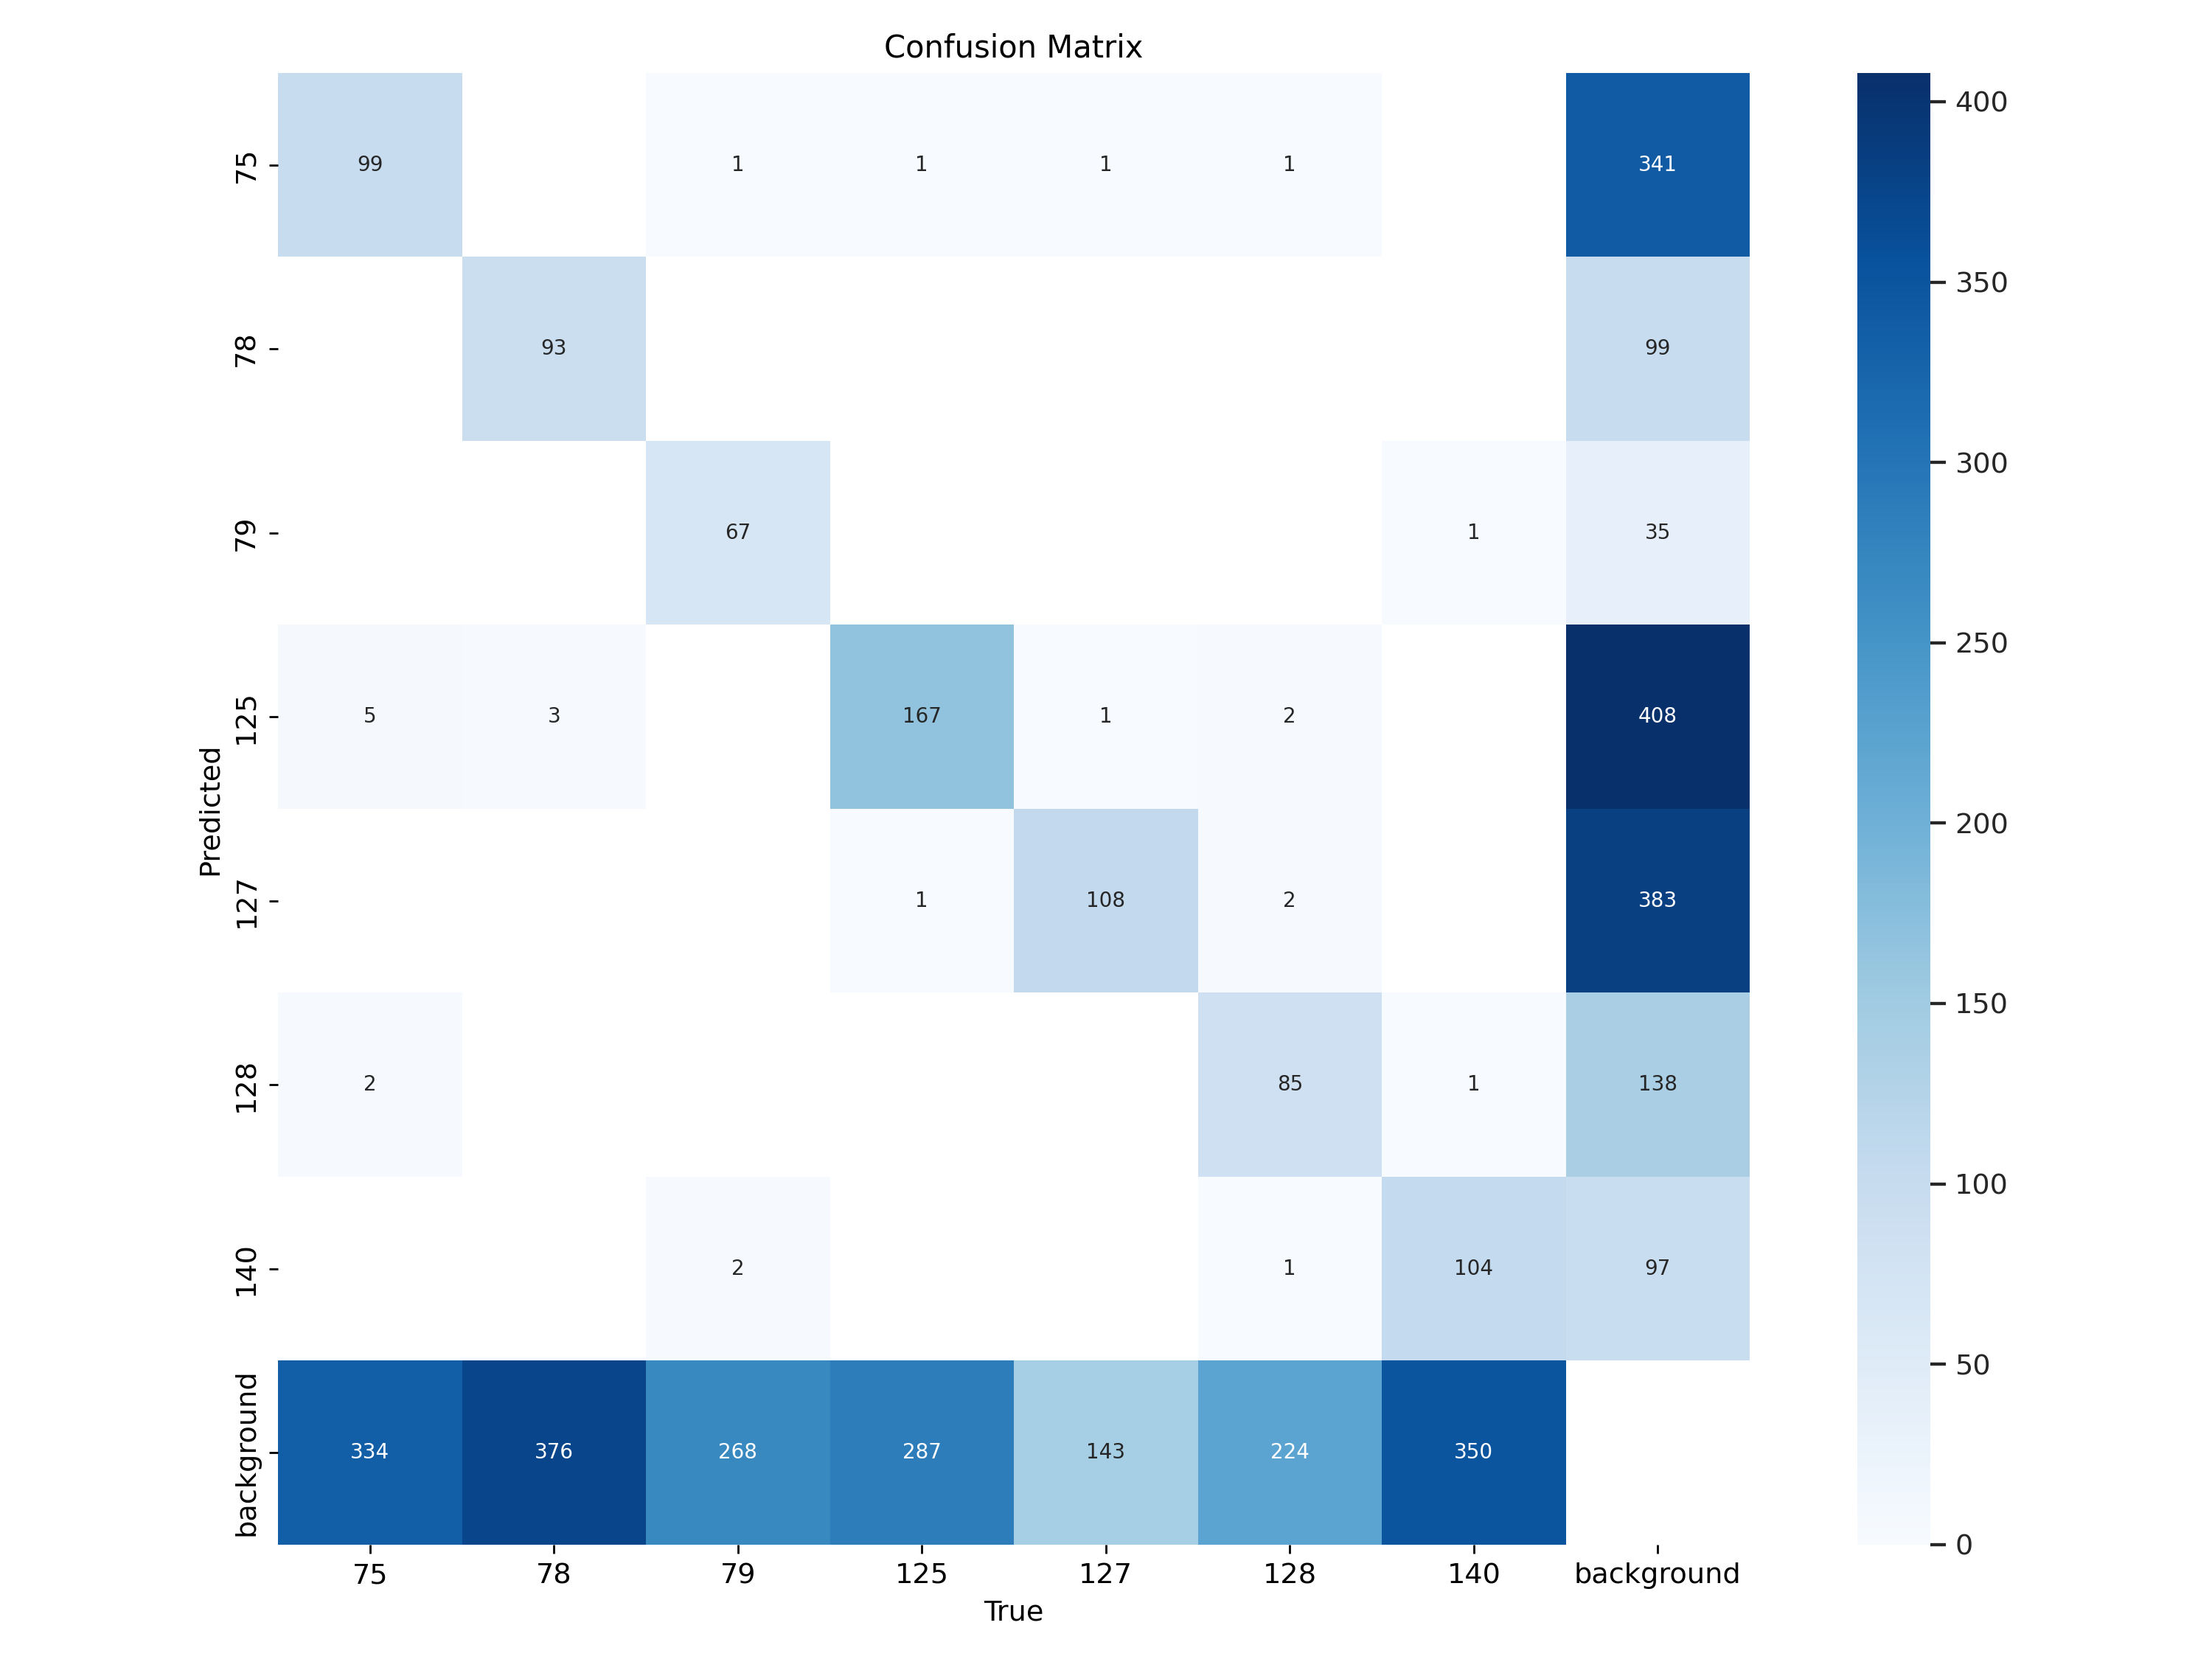 Confusion Matrix
75 99 1 1 1 1 341
78 93 99
79 67 1 35
125 5 3 167 1 2 408
127 1 108 2 383
128 2 85 1 138
140 2 1 104 97
background 334 376 268 287 143 224 350
75 78 79 125 127 128 140 background
True
Predicted
400
350
300
250
200
150
100
50
0